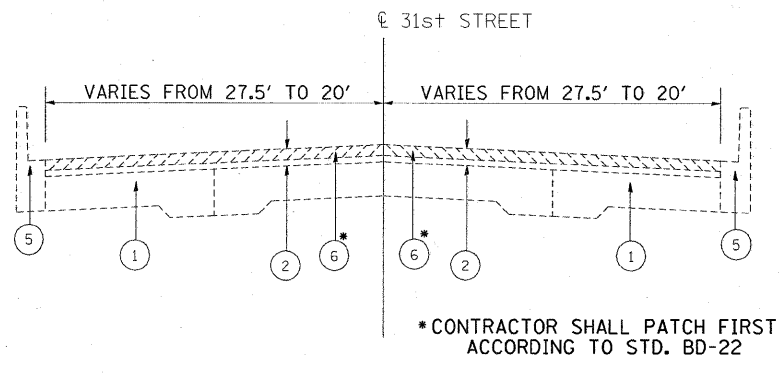 ℄ 31st STREET
VARIES FROM 27.5' TO 20' VARIES FROM 27.5' TO 20'
* *
5 1 2 6 6 2 1 5
*CONTRACTOR SHALL PATCH FIRST
ACCORDING TO STD. BD-22